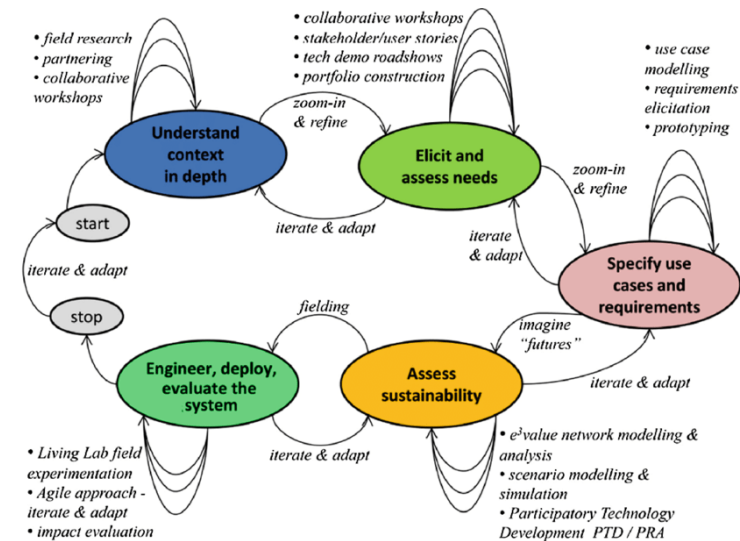 • field research
• partnering
• collaborative
workshops
• collaborative workshops
• stakeholder/user stories
• tech demo roadshows
• portfolio construction
• use case
modelling
• requirements
elicitation
• prototyping
zoom-in
& refine
Understand
context
in depth
Elicit and
assess needs
zoom-in
& refine
iterate & adapt
start
iterate
& adapt
Specify use
cases and
requirements
iterate & adapt
stop
fielding
imagine
"futures"
Engineer, deploy,
evaluate the
system
Assess
sustainability
iterate & adapt
iterate & adapt
• Living Lab field
experimentation
• Agile approach -
iterate & adapt
• impact evaluation
• e³value network modelling &
analysis
• scenario modelling &
simulation
• Participatory Technology
Development PTD / PRA